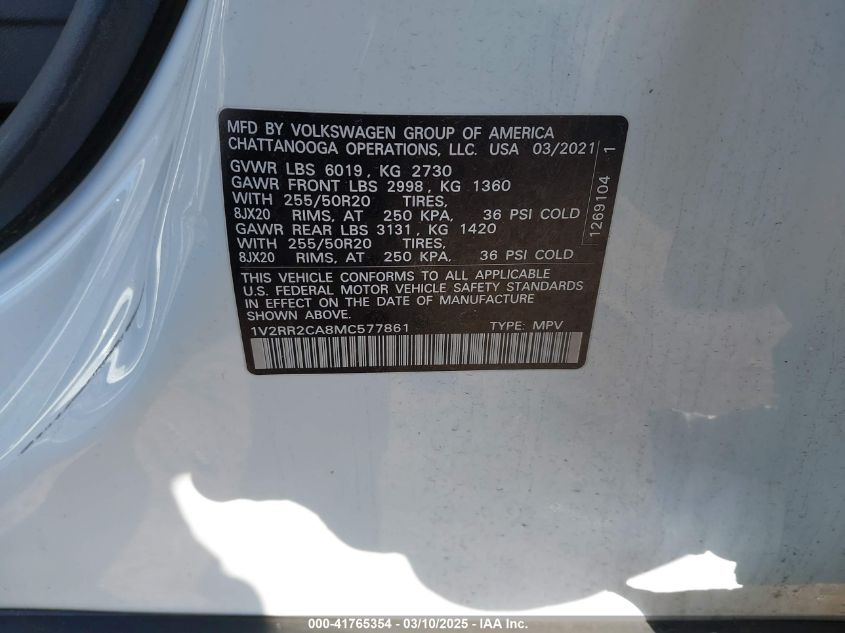 MFD BY VOLKSWAGEN GROUP OF AMERICA
CHATTANOOGA OPERATIONS, LLC. USA 03/2021
GVWR LBS 6019, KG 2730
GAWR FRONT LBS 2998, KG 1360
WITH 255/50R20 TIRES,
8JX20 RIMS, AT 250 KPA, 36 PSI COLD
GAWR REAR LBS 3131, KG 1420
WITH 255/50R20 TIRES,
8JX20 RIMS, AT 250 KPA, 36 PSI COLD
THIS VEHICLE CONFORMS TO ALL APPLICABLE
U.S. FEDERAL MOTOR VEHICLE SAFETY STANDARDS
IN EFFECT ON THE DATE OF MANUFACTURE
SHOWN ABOVE.
1V2RR2CA8MC577861 TYPE: MPV
1269104 1
000-41765354 - 03/10/2025 - IAA Inc.